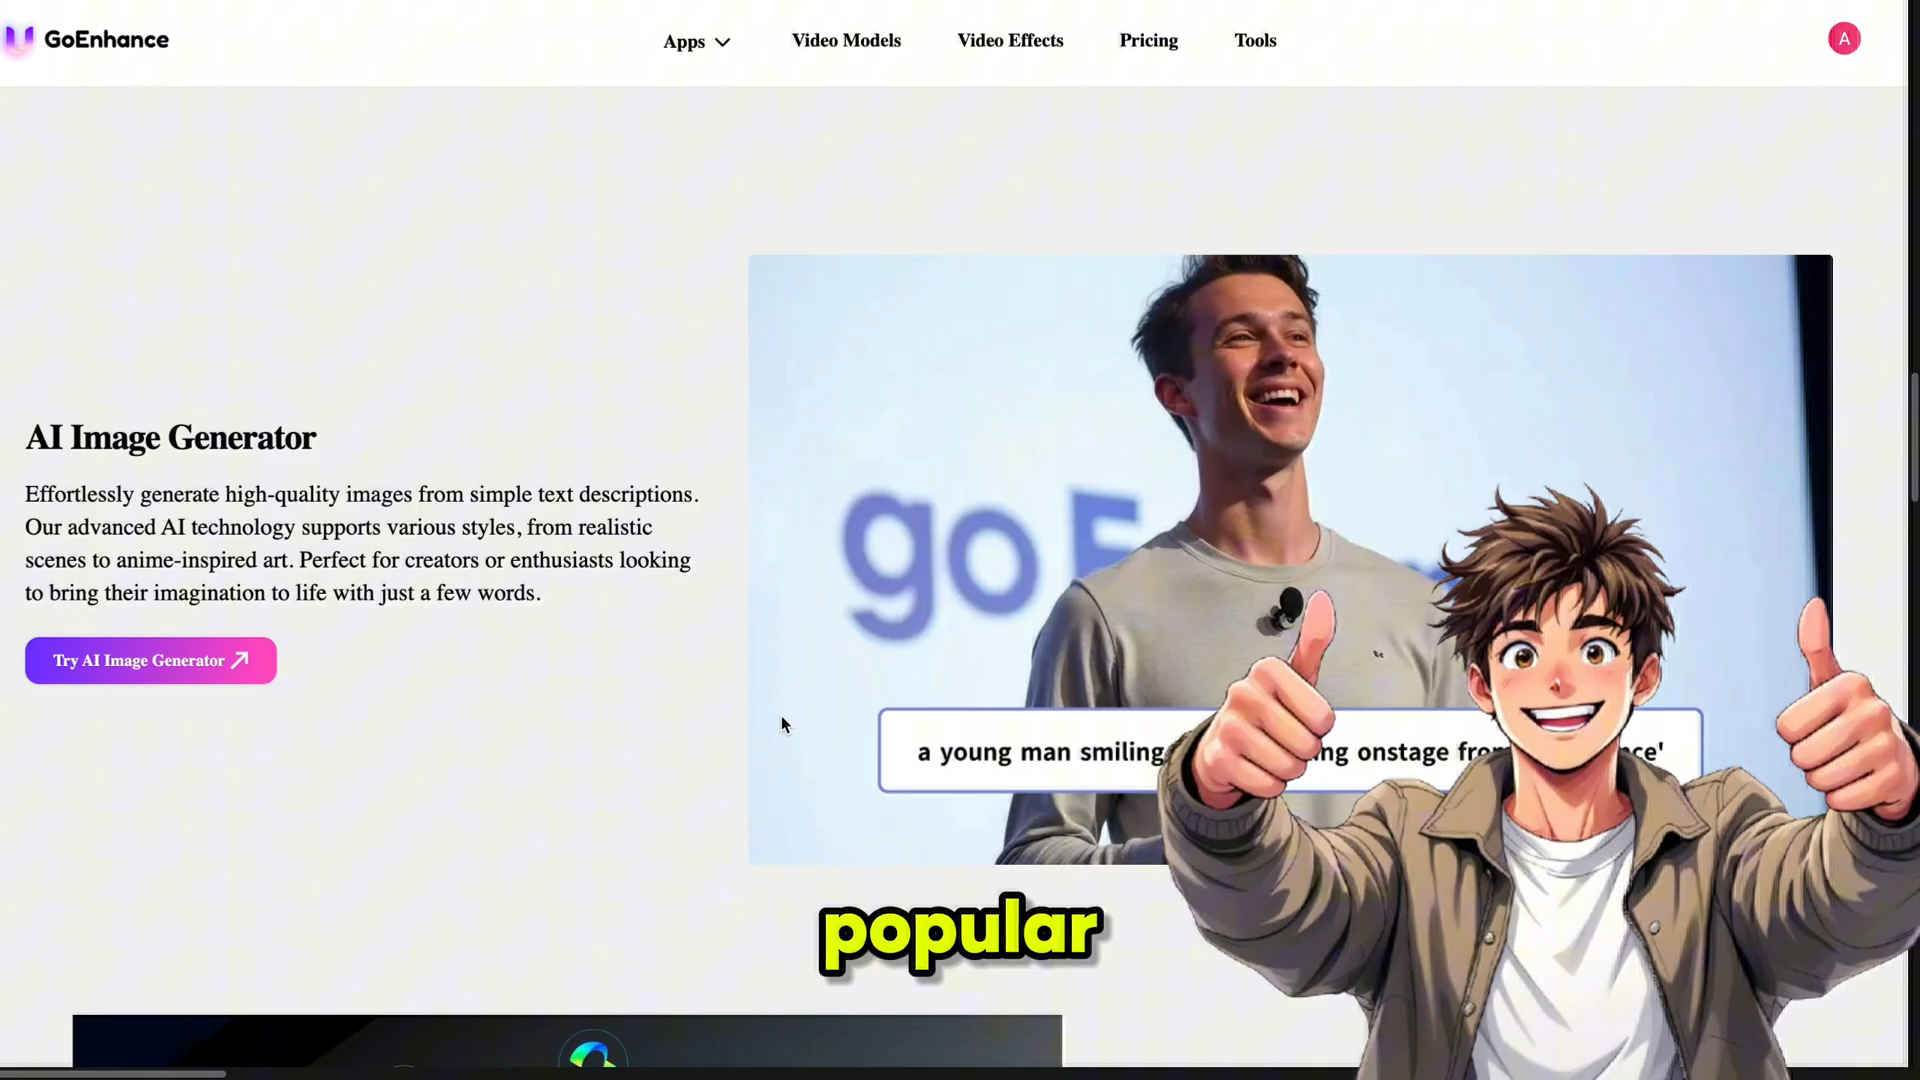 GoEnhance
Apps
Video Models
Video Effects
Pricing
Tools
A
go E
AI Image Generator
Effortlessly generate high-quality images from simple text descriptions.
Our advanced AI technology supports various styles, from realistic
scenes to anime-inspired art. Perfect for creators or enthusiasts looking
to bring their imagination to life with just a few words.
Try AI Image Generator
a young man smiling onstage
popular